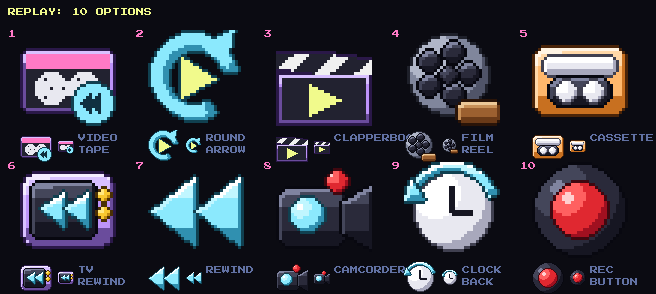 REPLAY: 10 OPTIONS
1
2
3
4
5
VIDEO
TAPE
ROUND
ARROW
CLAPPERBO
FILM
REEL
CASSETTE
6
7
8
9
10
TV
REWIND
REWIND
CAMCORDER
CLOCK
BACK
REC
BUTTON